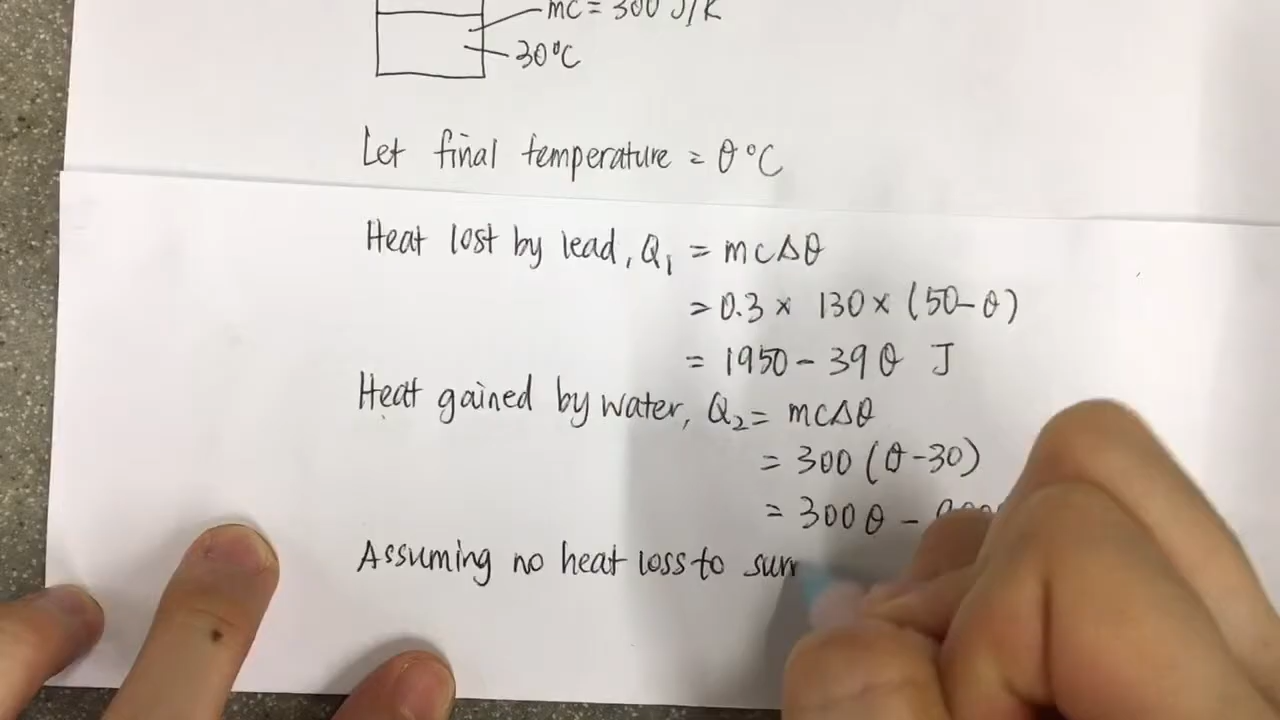 mc = 300 J/K
30°C
Let final temperature = θ °C
Heat lost by lead, Q₁ = mcΔθ
= 0.3 × 130 × (50 - θ)
= 1950 - 39θ J
Heat gained by water, Q₂ = mcΔθ
= 300 (θ - 30)
= 300θ -
Assuming no heat loss to surr